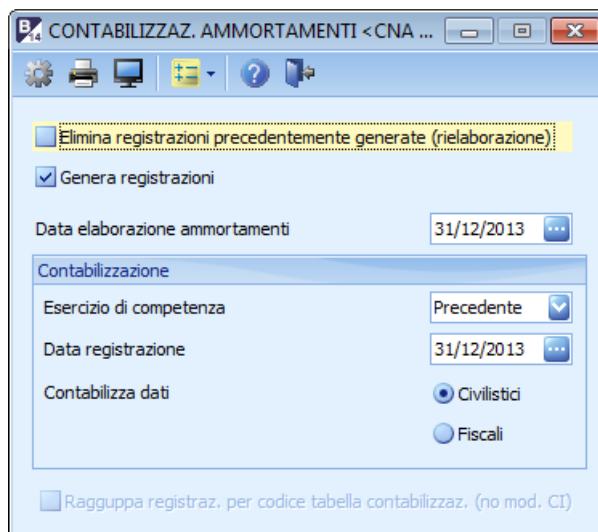 B 14 CONTABILIZZAZ. AMMORTAMENTI <CNA ...
Elimina registrazioni precedentemente generate (rielaborazione)
Genera registrazioni
Data elaborazione ammortamenti 31/12/2013
Contabilizzazione
Esercizio di competenza Precedente
Data registrazione 31/12/2013
Contabilizza dati Civilistici
Fiscali
Ragguppa registraz. per codice tabella contabilizzaz. (no mod. CI)